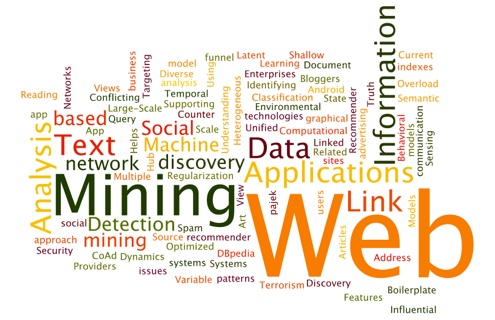 Information
funnel
Latent
Shallow
Current
indexes
business
Targeting
model
Diverse
analysis
Using
Learning
Document
Enterprises
Bloggers
Identifying
Android
Truth
Overload
Semantic
Networks
Views
Conflicting
Reading
Temporal
Large-Scale
Supporting
Classification
State
Recommender
advertising
Environmental
app
based
Query
Counter
Understanding
Heterogeneous
technologies
graphical
Behavioral
models
communication
Sensing
Analysis
App
Helps
Social
Scale
Unified
Computational
Text
Machine
Data
Linked
Related
sites
Hub
network
discovery
Applications
Multiple
Regularization
Mining
View
Art
pajek
Web
users
Link
Models
social
Detection
Spam
approach
mining
Source
recommender
Articles
Security
Optimized
CoAd
Dynamics
DBpedia
Address
Providers
systems
Systems
issues
Variable
patterns
Terrorism
Discovery
Boilerplate
Features
Influential